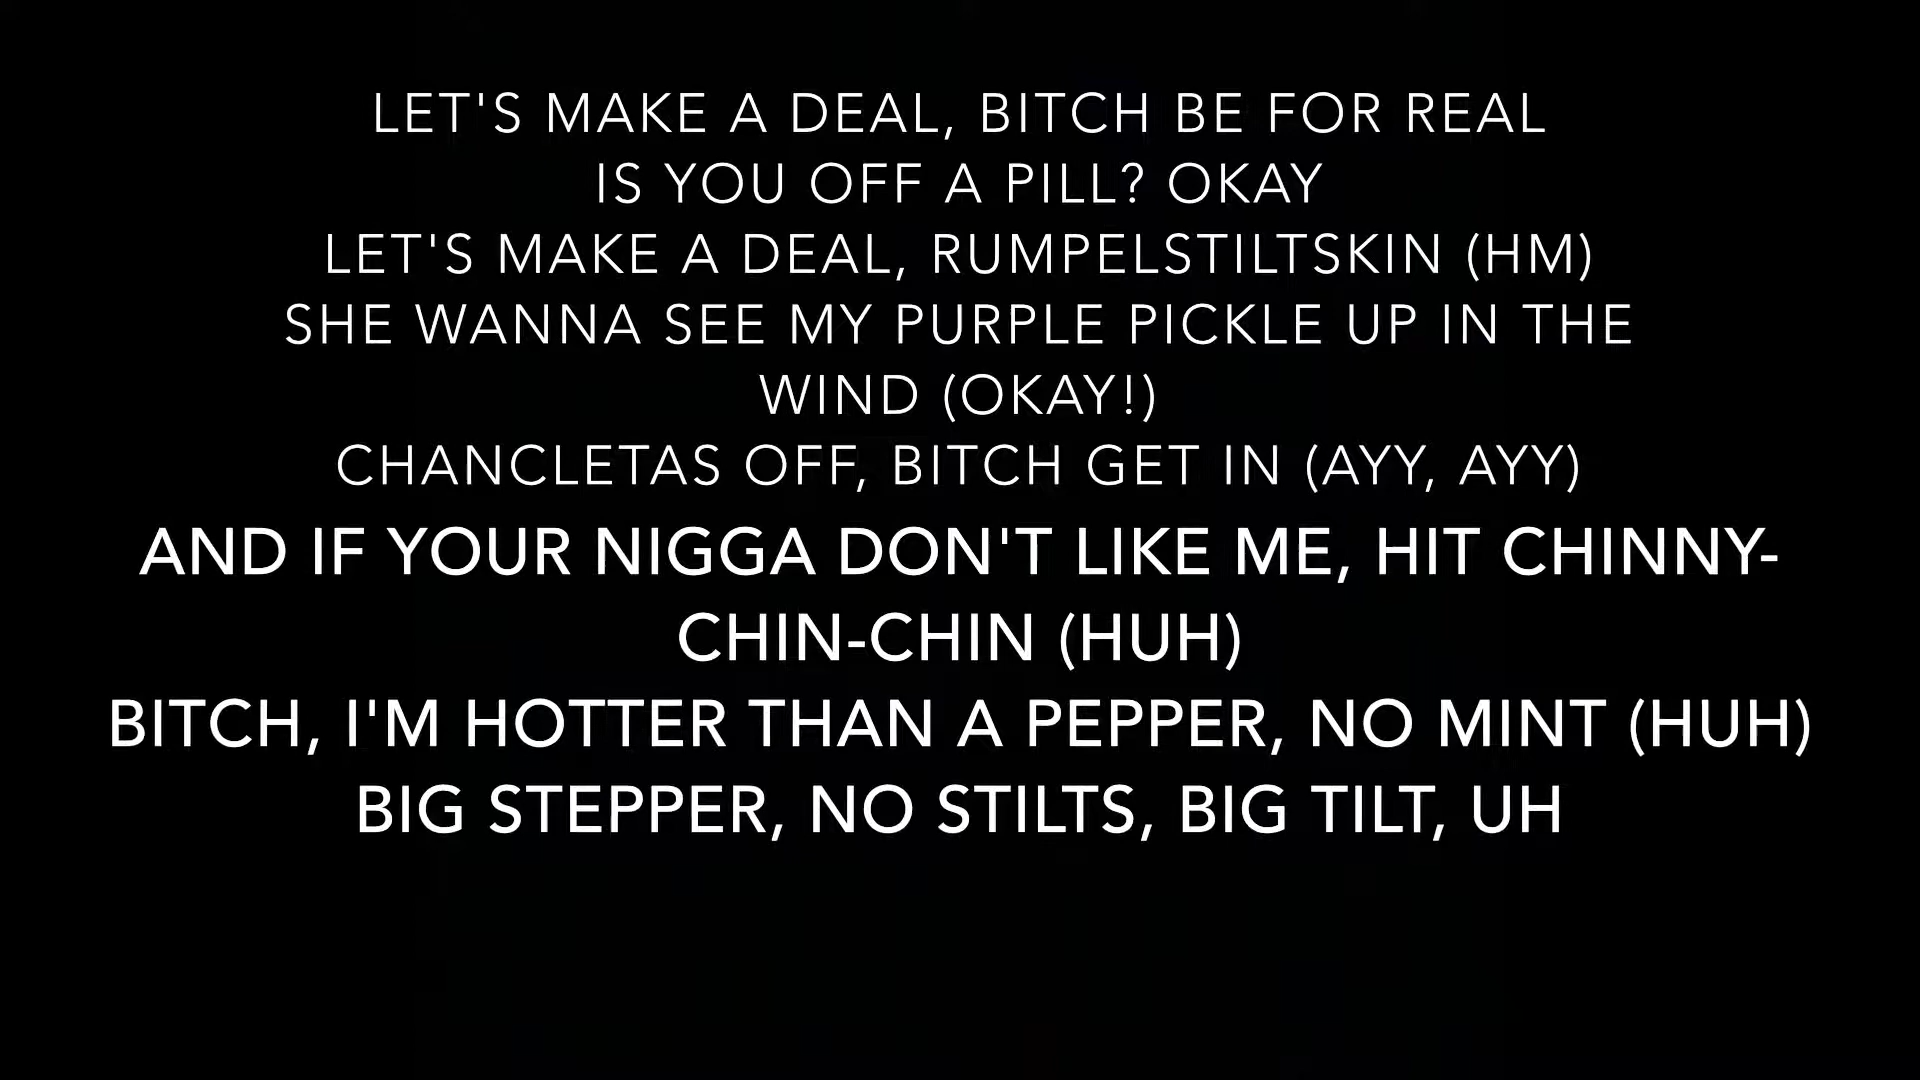 LET'S MAKE A DEAL, BITCH BE FOR REAL
IS YOU OFF A PILL? OKAY
LET'S MAKE A DEAL, RUMPELSTILTSKIN (HM)
SHE WANNA SEE MY PURPLE PICKLE UP IN THE
WIND (OKAY!)
CHANCLETAS OFF, BITCH GET IN (AYY, AYY)
AND IF YOUR NIGGA DON'T LIKE ME, HIT CHINNY-
CHIN-CHIN (HUH)
BITCH, I'M HOTTER THAN A PEPPER, NO MINT (HUH)
BIG STEPPER, NO STILTS, BIG TILT, UH